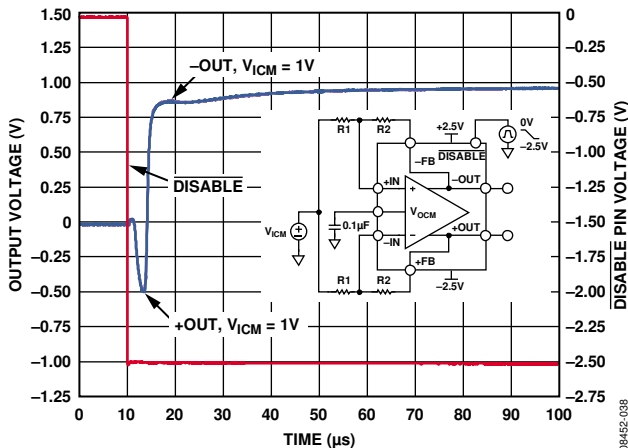 1.50
1.25
1.00
0.75
0.50
0.25
0
–0.25
–0.50
–0.75
–1.00
–1.25
OUTPUT VOLTAGE (V)
0
–0.25
–0.50
–0.75
–1.00
–1.25
–1.50
–1.75
–2.00
–2.25
–2.50
–2.75
DISABLE PIN VOLTAGE (V)
0 10 20 30 40 50 60 70 80 90 100
TIME (µs)
–OUT, VICM = 1V
DISABLE
+OUT, VICM = 1V
R1 R2
+2.5V
0V
–2.5V
–FB
DISABLE
–OUT
+IN
+
VOCM
VICM
0.1µF
–IN
–
+OUT
+FB
R1 R2
–2.5V
08452-038